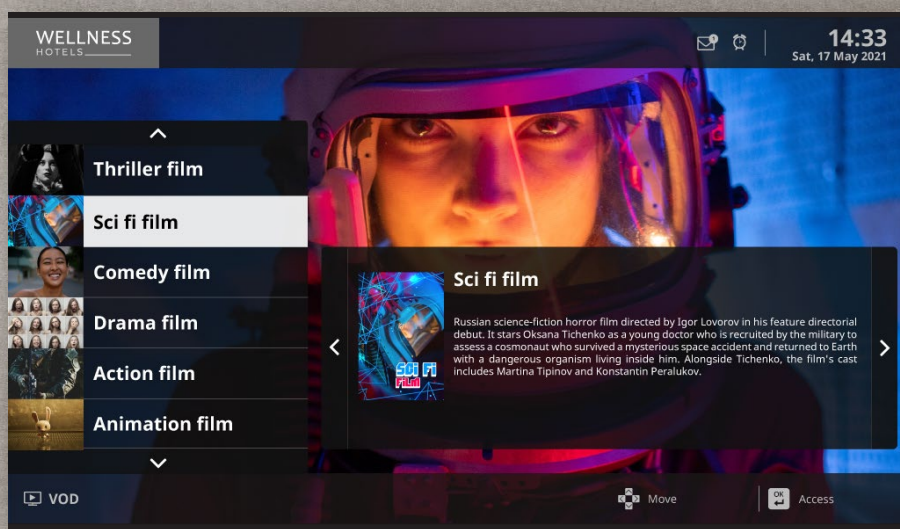 WELLNESS
HOTELS
14:33
Sat, 17 May 2021
Thriller film
Sci fi film
Comedy film
Drama film
Action film
Animation film
Sci fi film
Russian science-fiction horror film directed by Igor Lovorov in his feature directorial
debut. It stars Oksana Tichenko as a young doctor who is recruited by the military to
assess a cosmonaut who survived a mysterious space accident and returned to Earth
with a dangerous organism living inside him. Alongside Tichenko, the film's cast
includes Martina Tipinov and Konstantin Peralukov.
SCi Fi
FiLM
VOD
Move
OK
Access